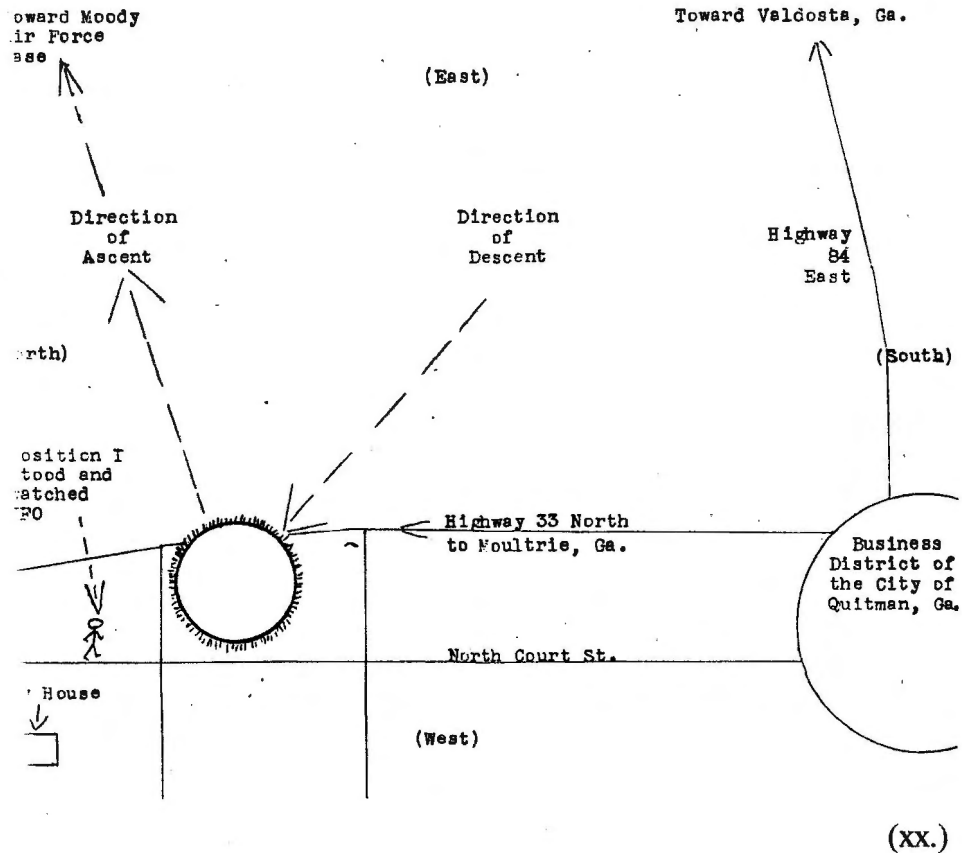 oward Moody
ir Force
ase
Toward Valdosta, Ga.
(East)
Direction
of
Ascent
Direction
of
Descent
Highway
84
East
rth)
(South)
osition I
tood and
atched
FO
Highway 33 North
to Moultrie, Ga.
Business
District of
the City of
Quitman, Ga.
North Court St.
House
(West)
(xx.)